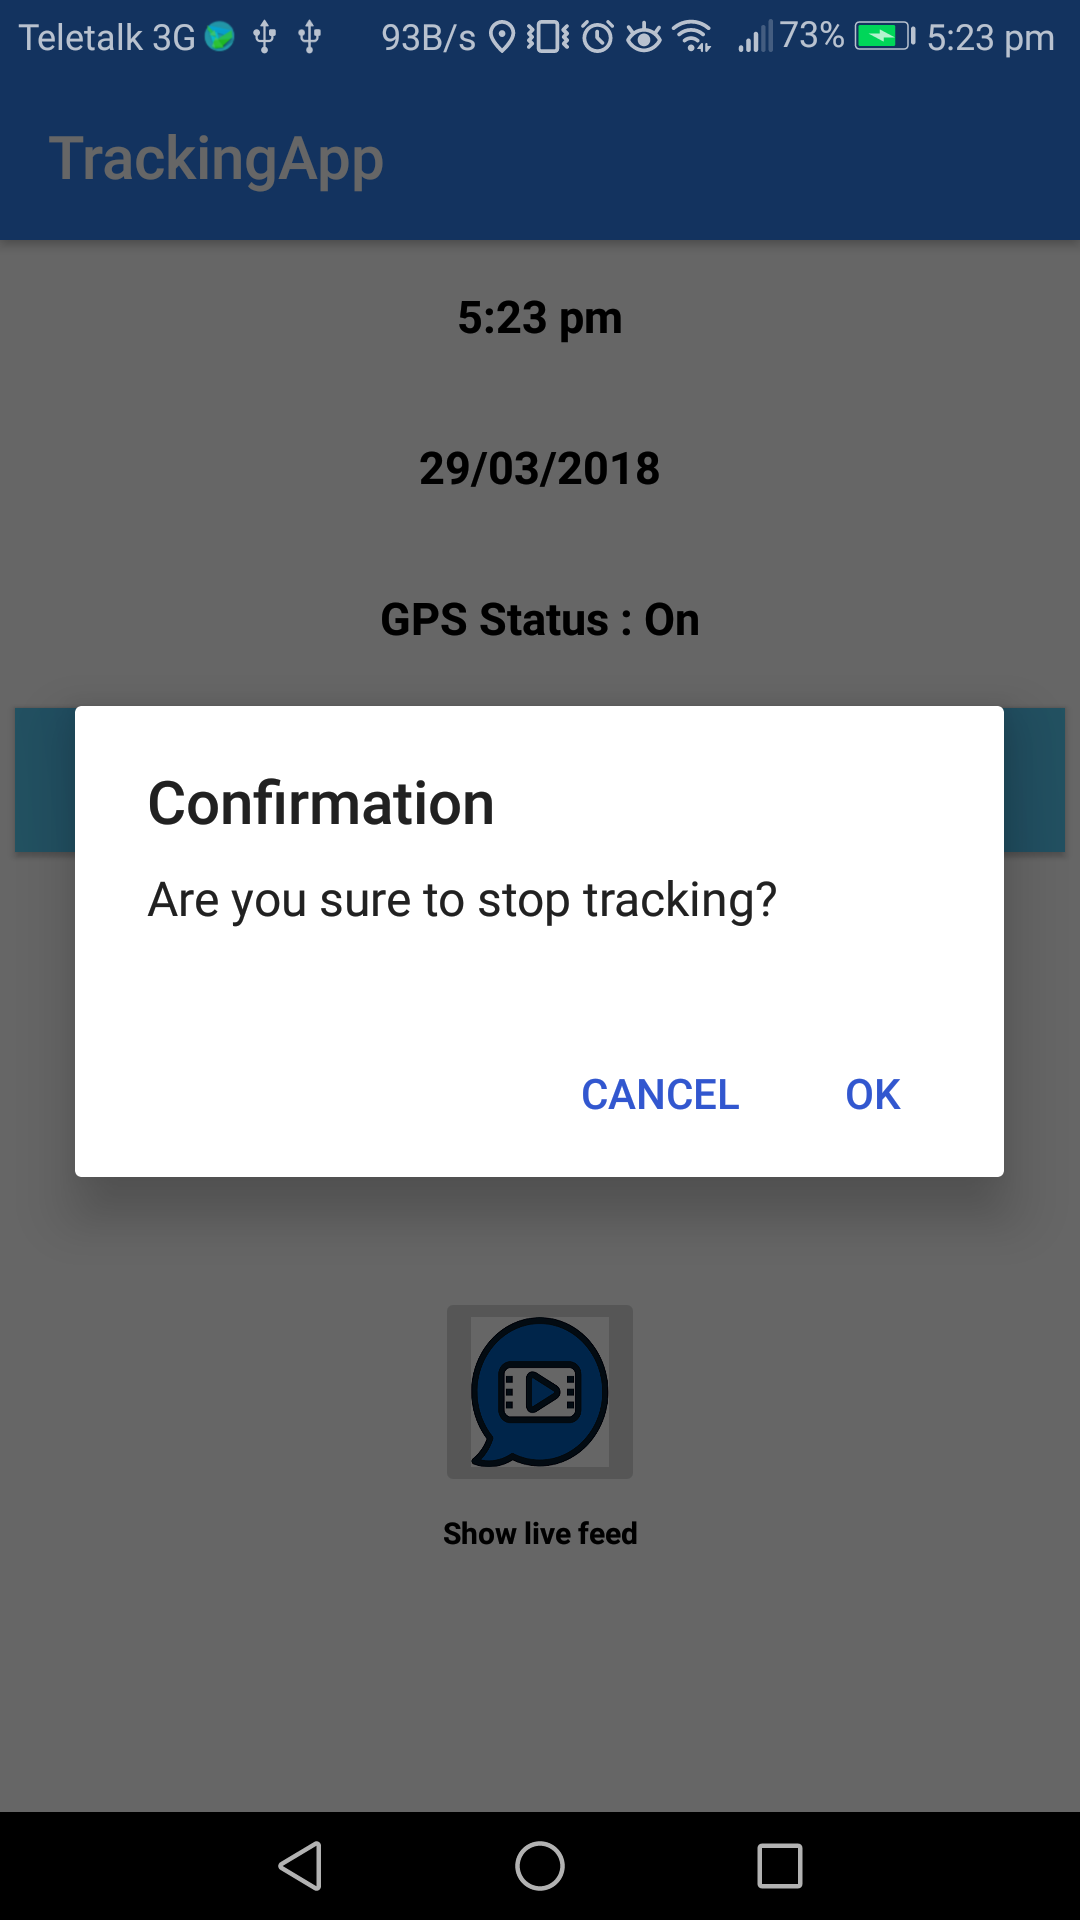 Teletalk 3G 93B/s 73% 5:23 pm
TrackingApp
5:23 pm
29/03/2018
GPS Status : On
Confirmation
Are you sure to stop tracking?
CANCEL OK
Show live feed